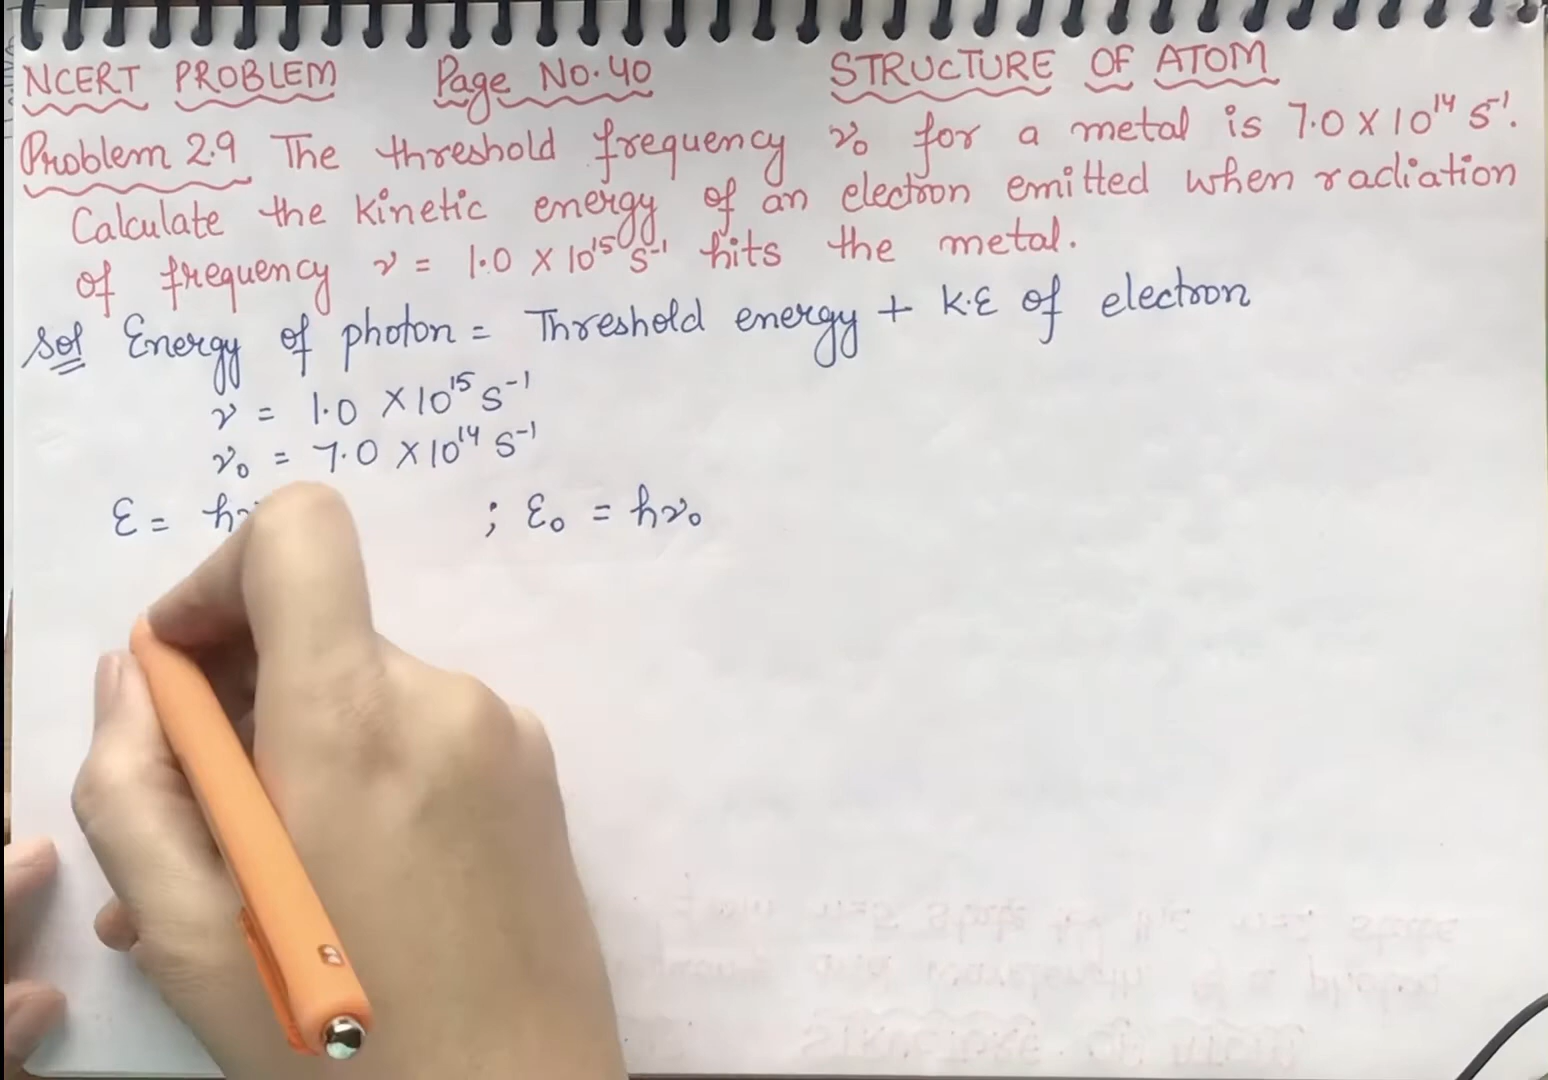 NCERT PROBLEM Page No. 40 STRUCTURE OF ATOM
Problem 2.9 The threshold frequency ν₀ for a metal is 7.0 × 10¹⁴ s⁻¹.
Calculate the kinetic energy of an electron emitted when radiation
of frequency ν = 1.0 × 10¹⁵ s⁻¹ hits the metal.
Sol Energy of photon = Threshold energy + K.E of electron
ν = 1.0 × 10¹⁵ s⁻¹
ν₀ = 7.0 × 10¹⁴ s⁻¹
E = hν ; E₀ = hν₀